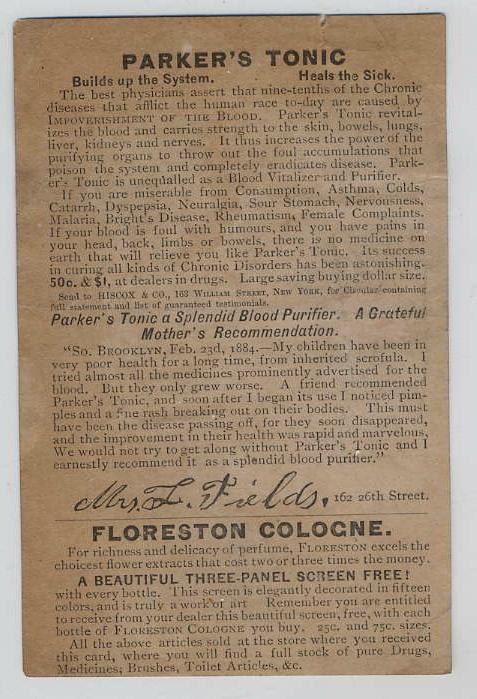 PARKER'S TONIC
Builds up the System. Heals the Sick.
The best physicians assert that nine-tenths of the Chronic
diseases that afflict the human race to-day are caused by
IMPOVERISHMENT OF THE BLOOD. Parker's Tonic revital-
izes the blood and carries strength to the skin, bowels, lungs,
liver, kidneys and nerves. It thus increases the power of the
purifying organs to throw out the foul accumulations that
poison the system and completely eradicates disease. Park-
er's Tonic is unequalled as a Blood Vitalizer and Purifier.
If you are miserable from Consumption, Asthma, Colds,
Catarrh, Dyspepsia, Neuralgia, Sour Stomach, Nervousness,
Malaria, Bright's Disease, Rheumatism, Female Complaints.
If your blood is foul with humours, and you have pains in
your head, back, limbs or bowels, there is no medicine on
earth that will relieve you like Parker's Tonic. Its success
in curing all kinds of Chronic Disorders has been astonishing.
50c. & $1, at dealers in drugs. Large saving buying dollar size.
Send to HISCOX & CO., 163 WILLIAM STREET, NEW YORK, for Circular containing
full statement and list of guaranteed testimonials.
Parker's Tonic a Splendid Blood Purifier. A Grateful
Mother's Recommendation.
"SO. BROOKLYN, Feb. 23d, 1884.—My children have been in
very poor health for a long time, from inherited scrofula. I
tried almost all the medicines prominently advertised for the
blood. But they only grew worse. A friend recommended
Parker's Tonic, and soon after I began its use I noticed pim-
ples and a fine rash breaking out on their bodies. This must
have been the disease passing off, for they soon disappeared,
and the improvement in their health was rapid and marvelous.
We would not try to get along without Parker's Tonic and I
earnestly recommend it as a splendid blood purifier."
Mrs. L. Fields, 162 26th Street.
FLORESTON COLOGNE.
For richness and delicacy of perfume, FLORESTON excels the
choicest flower extracts that cost two or three times the money.
A BEAUTIFUL THREE-PANEL SCREEN FREE!
with every bottle. This screen is elegantly decorated in fifteen
colors, and is truly a work of art Remember you are entitled
to receive from your dealer this beautiful screen, free, with each
bottle of FLORESTON COLOGNE you buy. 25c. and 75c. sizes.
All the above articles sold at the store where you received
this card, where you will find a full stock of pure Drugs,
Medicines, Brushes, Toilet Articles, &c.